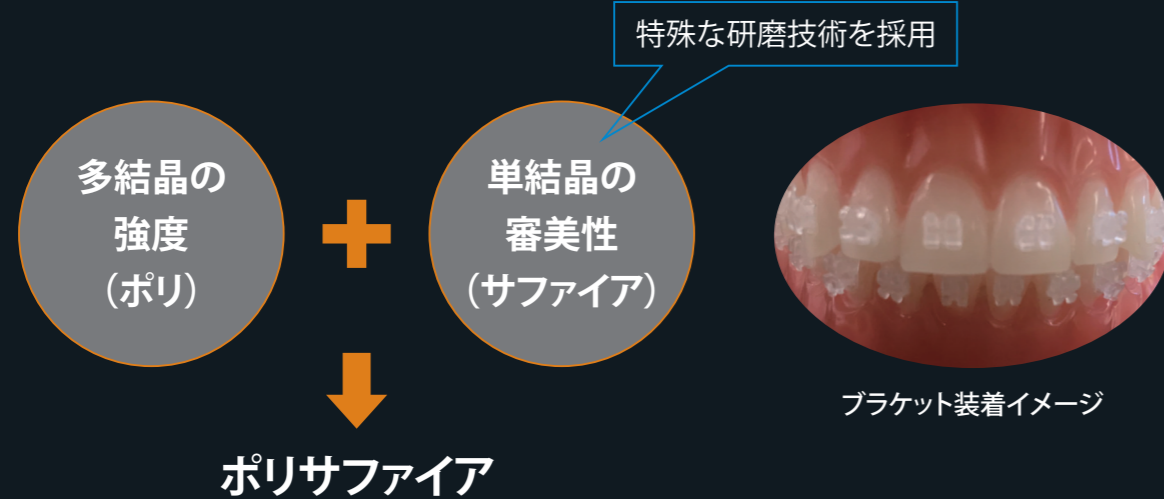 特殊な研磨技術を採用
多結晶の
強度
（ポリ）
単結晶の
審美性
（サファイア）
ブラケット装着イメージ
ポリサファイア